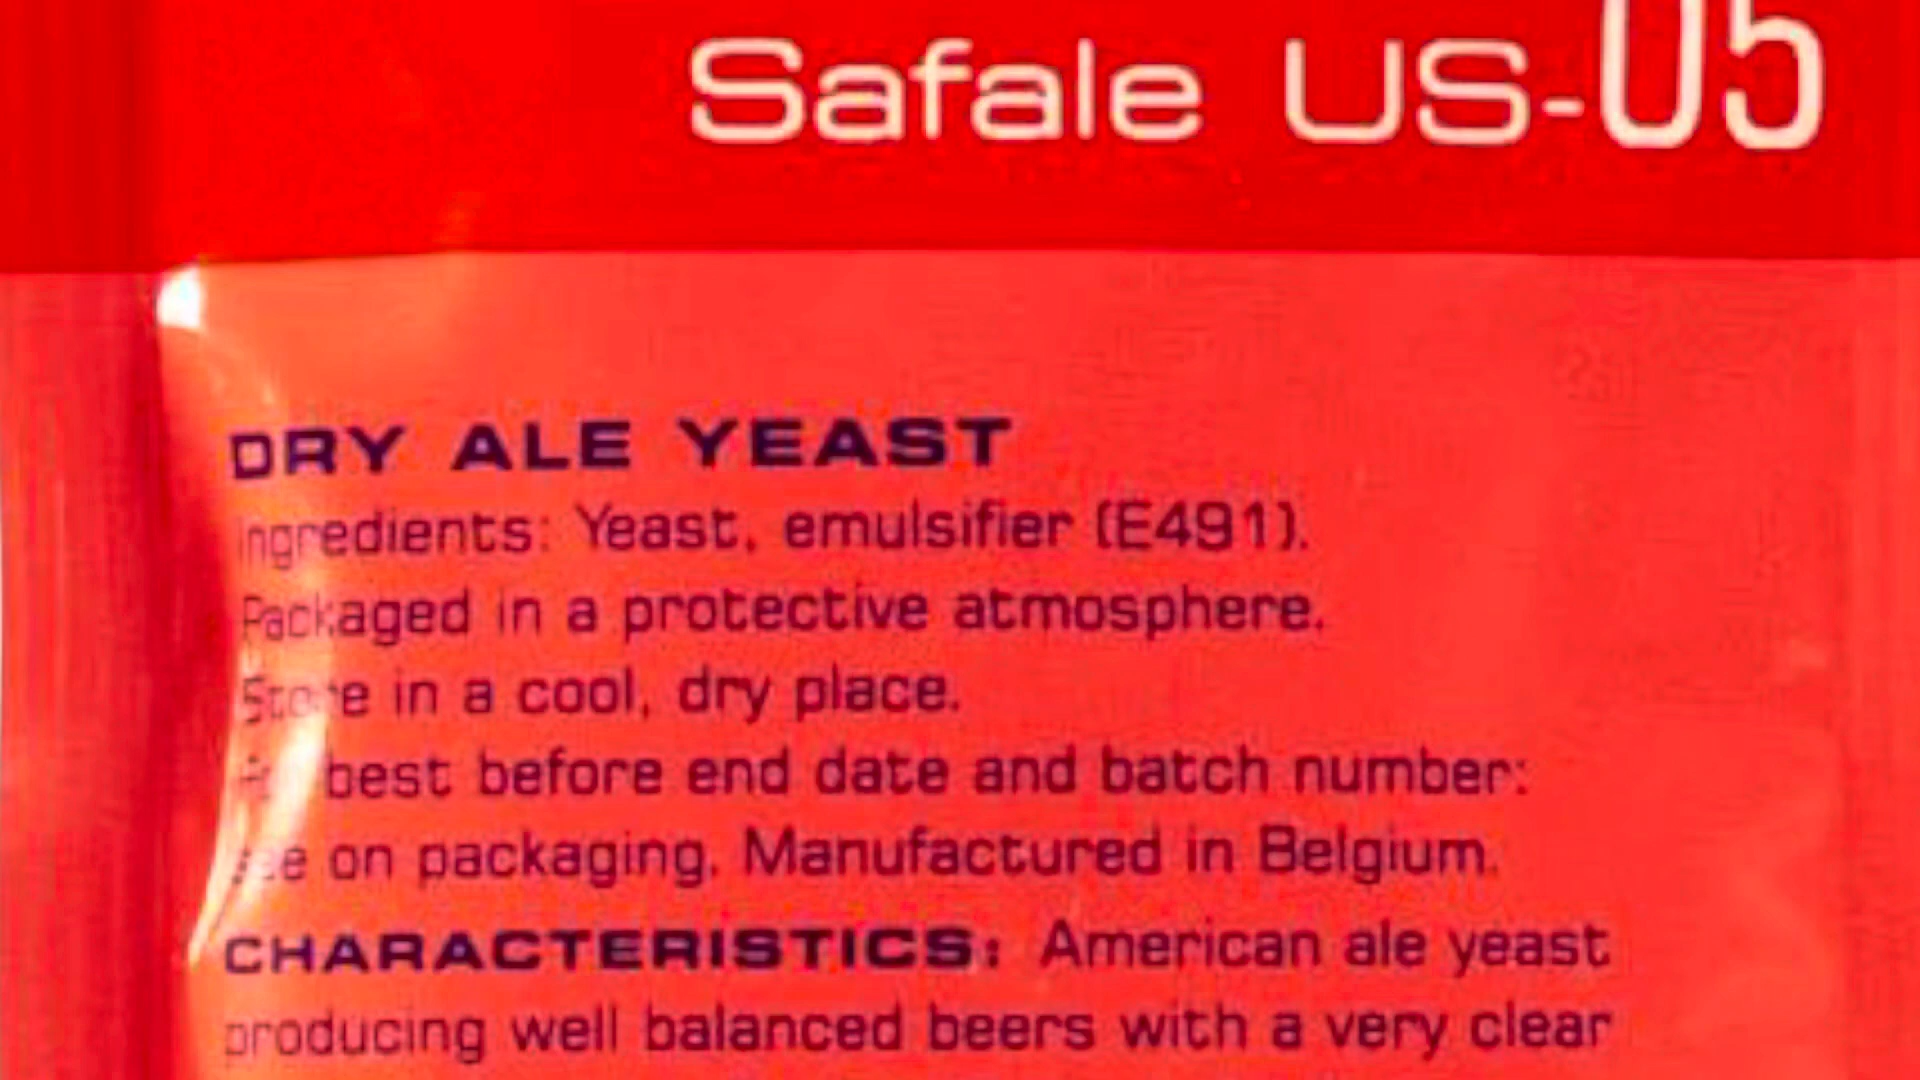 Safale US-05
DRY ALE YEAST
Ingredients: Yeast, emulsifier (E491).
Packaged in a protective atmosphere.
Store in a cool, dry place.
best before end date and batch number:
see on packaging. Manufactured in Belgium.
CHARACTERISTICS: American ale yeast
producing well balanced beers with a very clear